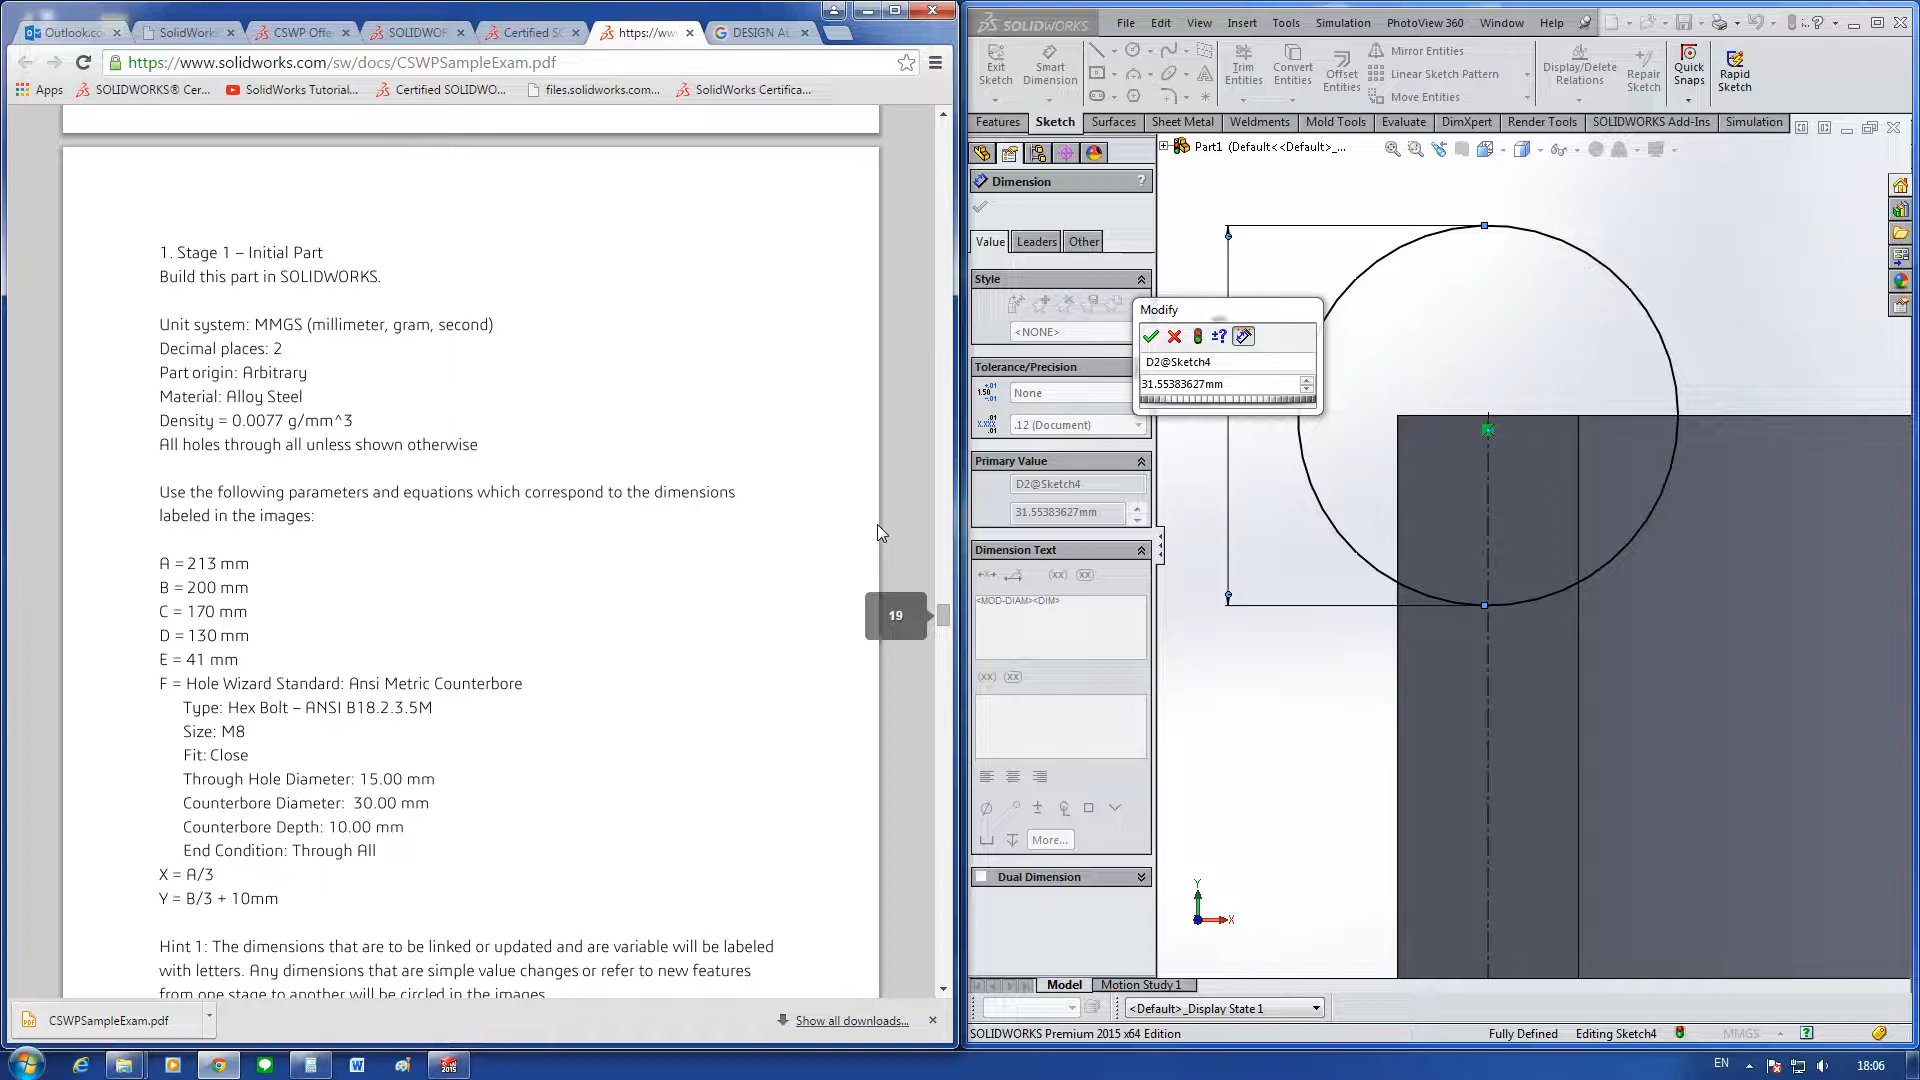 Outlook.co
SolidWork
CSWP Offe
SOLIDWOR
Certified SC
https://ww
DESIGN AL
https://www.solidworks.com/sw/docs/CSWPSampleExam.pdf
Apps
SOLIDWORKS® Cer...
SolidWorks Tutorial...
Certified SOLIDWO...
files.solidworks.com...
SolidWorks Certifica...
1. Stage 1 – Initial Part
Build this part in SOLIDWORKS.
Unit system: MMGS (millimeter, gram, second)
Decimal places: 2
Part origin: Arbitrary
Material: Alloy Steel
Density = 0.0077 g/mm^3
All holes through all unless shown otherwise
Use the following parameters and equations which correspond to the dimensions
labeled in the images:
A = 213 mm
B = 200 mm
C = 170 mm
D = 130 mm
E = 41 mm
F = Hole Wizard Standard: Ansi Metric Counterbore
Type: Hex Bolt – ANSI B18.2.3.5M
Size: M8
Fit: Close
Through Hole Diameter: 15.00 mm
Counterbore Diameter: 30.00 mm
Counterbore Depth: 10.00 mm
End Condition: Through All
X = A/3
Y = B/3 + 10mm
Hint 1: The dimensions that are to be linked or updated and are variable will be labeled
with letters. Any dimensions that are simple value changes or refer to new features
from one stage to another will be circled in the images.
19
CSWPSampleExam.pdf
Show all downloads...
SOLIDWORKS
File
Edit
View
Insert
Tools
Simulation
PhotoView 360
Window
Help
Exit Sketch
Smart Dimension
Trim Entities
Convert Entities
Offset Entities
Mirror Entities
Linear Sketch Pattern
Move Entities
Display/Delete Relations
Repair Sketch
Quick Snaps
Rapid Sketch
Features
Sketch
Surfaces
Sheet Metal
Weldments
Mold Tools
Evaluate
DimXpert
Render Tools
SOLIDWORKS Add-Ins
Simulation
Part1 (Default<<Default>_...
Dimension
?
Value
Leaders
Other
Style
<NONE>
Tolerance/Precision
None
.12 (Document)
Primary Value
D2@Sketch4
31.55383627mm
Dimension Text
<MOD-DIAM><DIM>
More...
Dual Dimension
Modify
D2@Sketch4
31.55383627mm
Y
X
Model
Motion Study 1
<Default>_Display State 1
SOLIDWORKS Premium 2015 x64 Edition
Fully Defined
Editing Sketch4
MMGS
EN
18:06